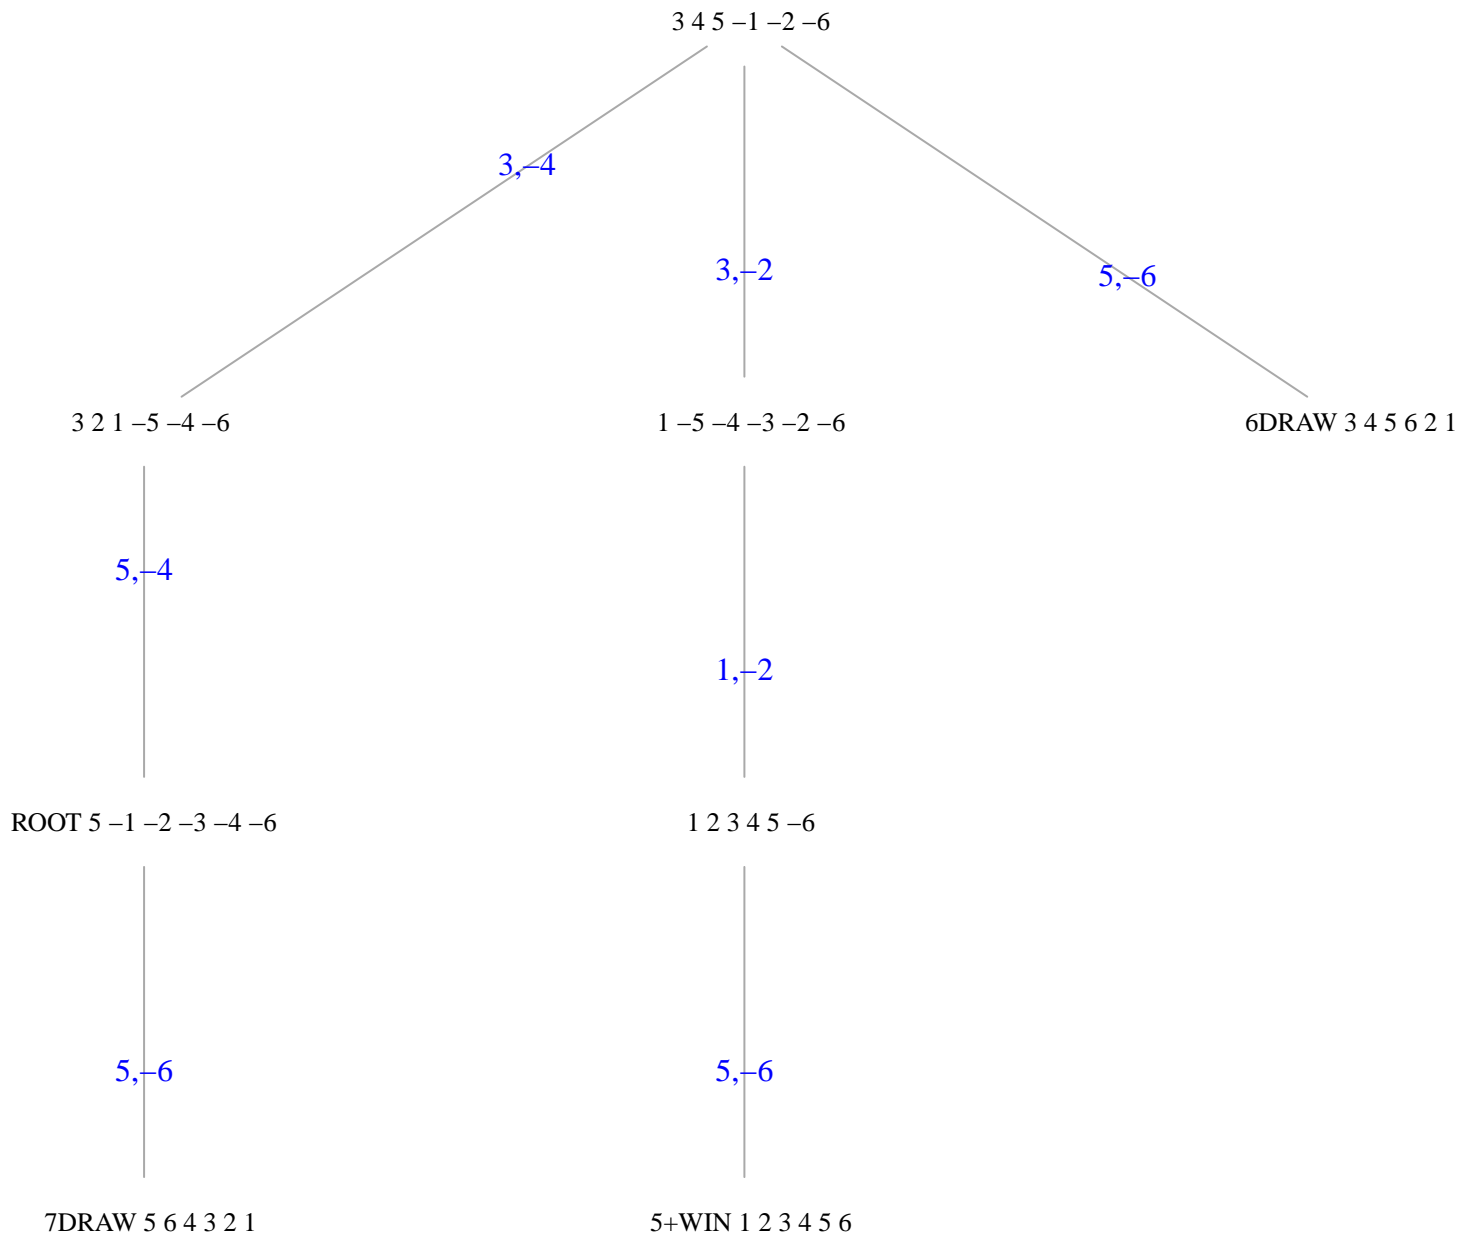 3 4 5 –1 –2 –6
3,–4
3,–2
5,–6
3 2 1 –5 –4 –6
1 –5 –4 –3 –2 –6
6DRAW 3 4 5 6 2 1
5,–4
1,–2
ROOT 5 –1 –2 –3 –4 –6
1 2 3 4 5 –6
5,–6
5,–6
7DRAW 5 6 4 3 2 1
5+WIN 1 2 3 4 5 6